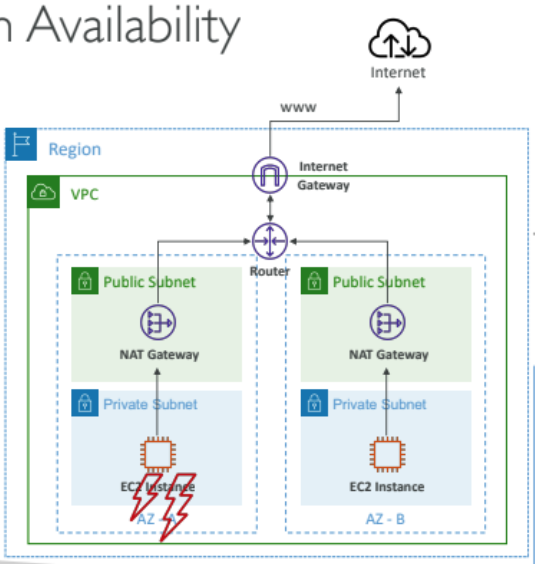 h Availability
Internet
www
Region
Internet
Gateway
VPC
Router
Public Subnet
Public Subnet
NAT Gateway
NAT Gateway
Private Subnet
Private Subnet
EC2 Instance
EC2 Instance
AZ - A
AZ - B